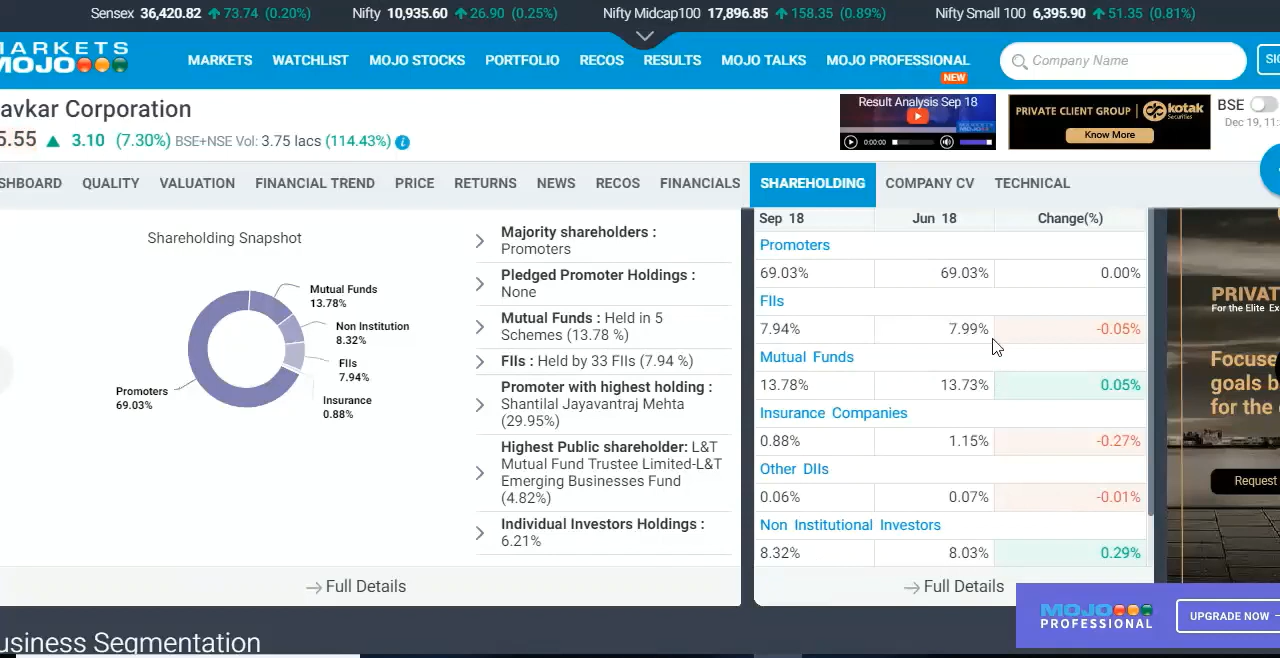 Sensex 36,420.82 73.74 (0.20%) Nifty 10,935.60 26.90 (0.25%) Nifty Midcap100 17,896.85 158.35 (0.89%) Nifty Small 100 6,395.90 51.35 (0.81%)
MARKETS
MOJO
MARKETS WATCHLIST MOJO STOCKS PORTFOLIO RECOS RESULTS MOJO TALKS MOJO PROFESSIONAL
NEW
Company Name
avkar Corporation
5.55 3.10 (7.30%) BSE+NSE Vol: 3.75 lacs (114.43%)
Result Analysis Sep 18
0:00:00
PRIVATE CLIENT GROUP kotak
Securities
Know More
BSE
Dec 19, 11:
SHBOARD QUALITY VALUATION FINANCIAL TREND PRICE RETURNS NEWS RECOS FINANCIALS SHAREHOLDING COMPANY CV TECHNICAL
Shareholding Snapshot
Mutual Funds
13.78%
Non Institution
8.32%
FIIs
7.94%
Insurance
0.88%
Promoters
69.03%
Majority shareholders :
Promoters
Pledged Promoter Holdings :
None
Mutual Funds : Held in 5
Schemes (13.78 %)
FIIs : Held by 33 FIIs (7.94 %)
Promoter with highest holding :
Shantilal Jayavantraj Mehta
(29.95%)
Highest Public shareholder: L&T
Mutual Fund Trustee Limited-L&T
Emerging Businesses Fund
(4.82%)
Individual Investors Holdings :
6.21%
Full Details
Sep 18 Jun 18 Change(%)
Promoters
69.03% 69.03% 0.00%
FIIs
7.94% 7.99% -0.05%
Mutual Funds
13.78% 13.73% 0.05%
Insurance Companies
0.88% 1.15% -0.27%
Other DIIs
0.06% 0.07% -0.01%
Non Institutional Investors
8.32% 8.03% 0.29%
Full Details
PRIVAT
For the Elite Ex
Focuse
goals b
for the
Request
MOJO
PROFESSIONAL
UPGRADE NOW
usiness Segmentation